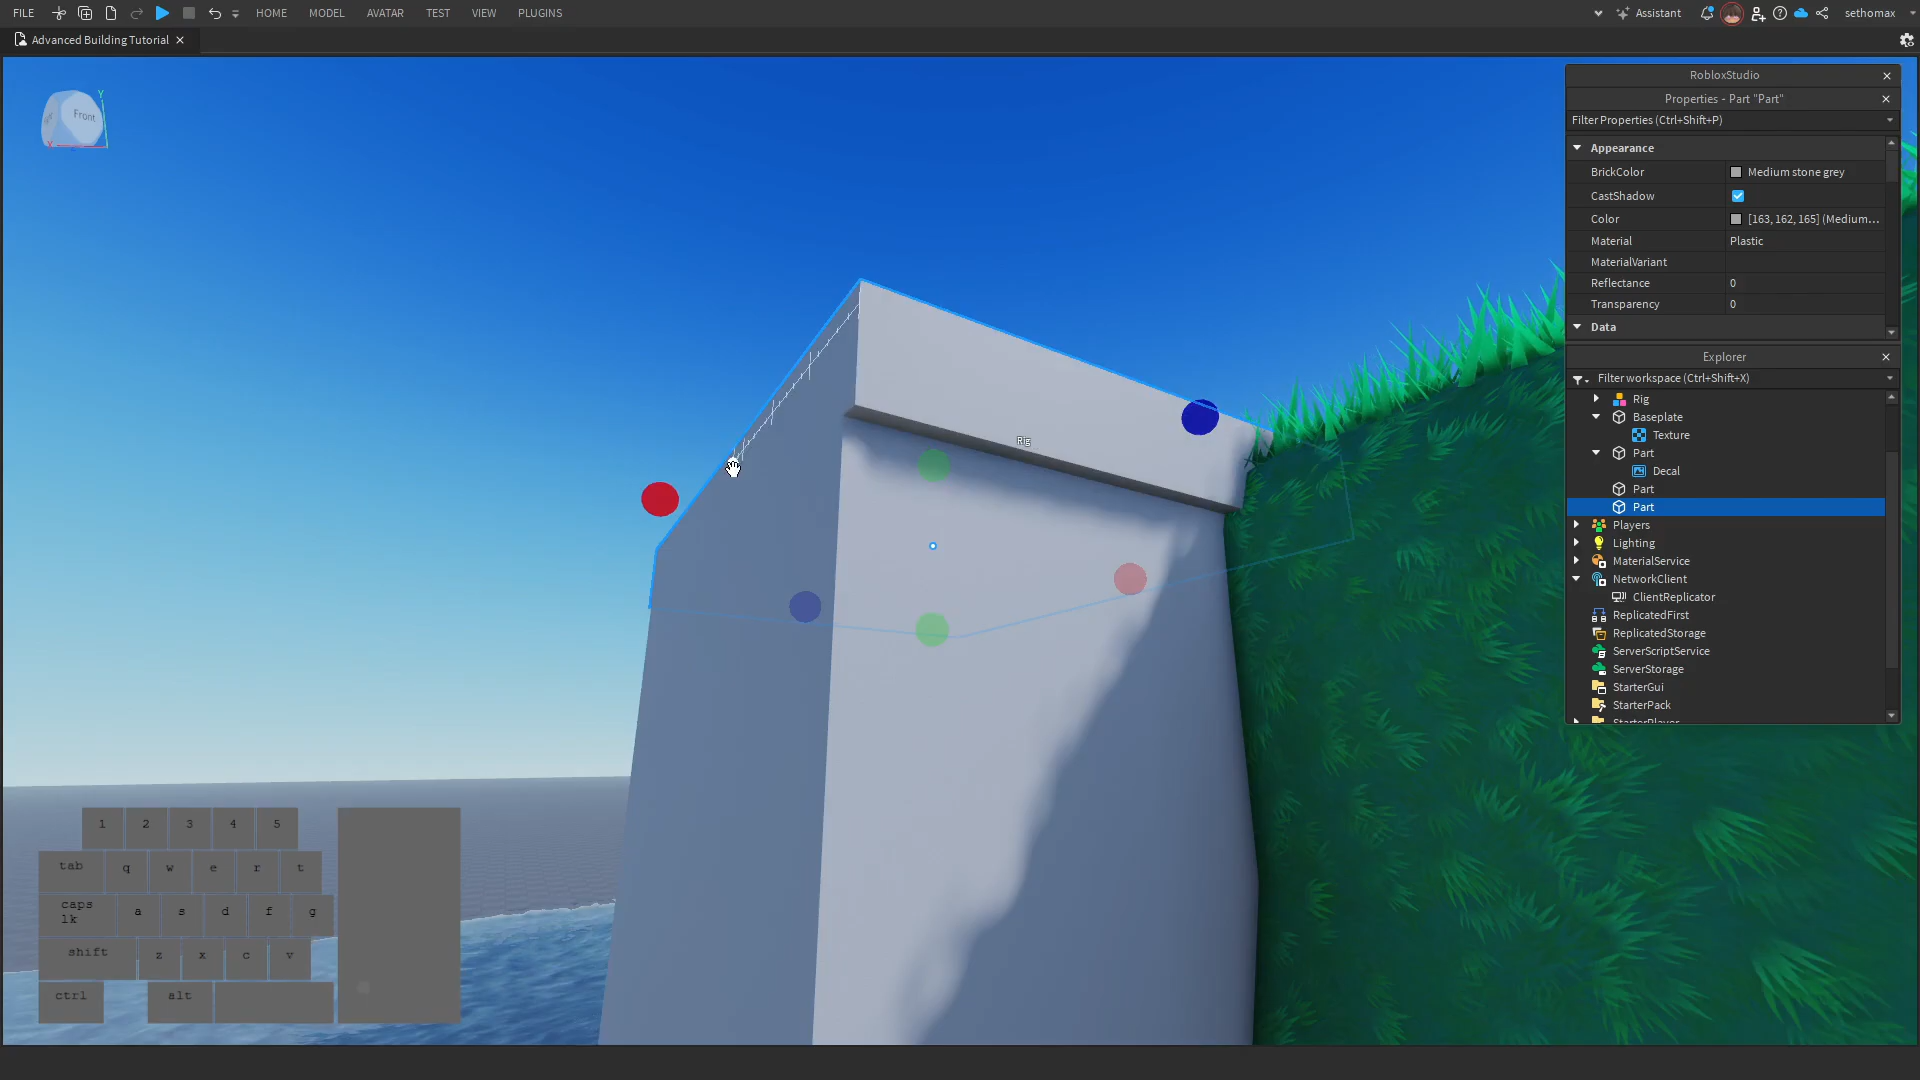 FILE
HOME
MODEL
AVATAR
TEST
VIEW
PLUGINS
Assistant
sethomax
Advanced Building Tutorial
Front
Y
X
RobloxStudio
Properties - Part "Part"
Filter Properties (Ctrl+Shift+P)
Appearance
BrickColor
Medium stone grey
CastShadow
Color
[163, 162, 165] (Medium...
Material
Plastic
MaterialVariant
Reflectance
0
Transparency
0
Data
Explorer
Filter workspace (Ctrl+Shift+X)
Rig
Baseplate
Texture
Part
Decal
Part
Part
Players
Lighting
MaterialService
NetworkClient
ClientReplicator
ReplicatedFirst
ReplicatedStorage
ServerScriptService
ServerStorage
StarterGui
StarterPack
StarterPlayer
Rig
1 2 3 4 5
tab q w e r t
caps
lk a s d f g
shift z x c v
ctrl alt